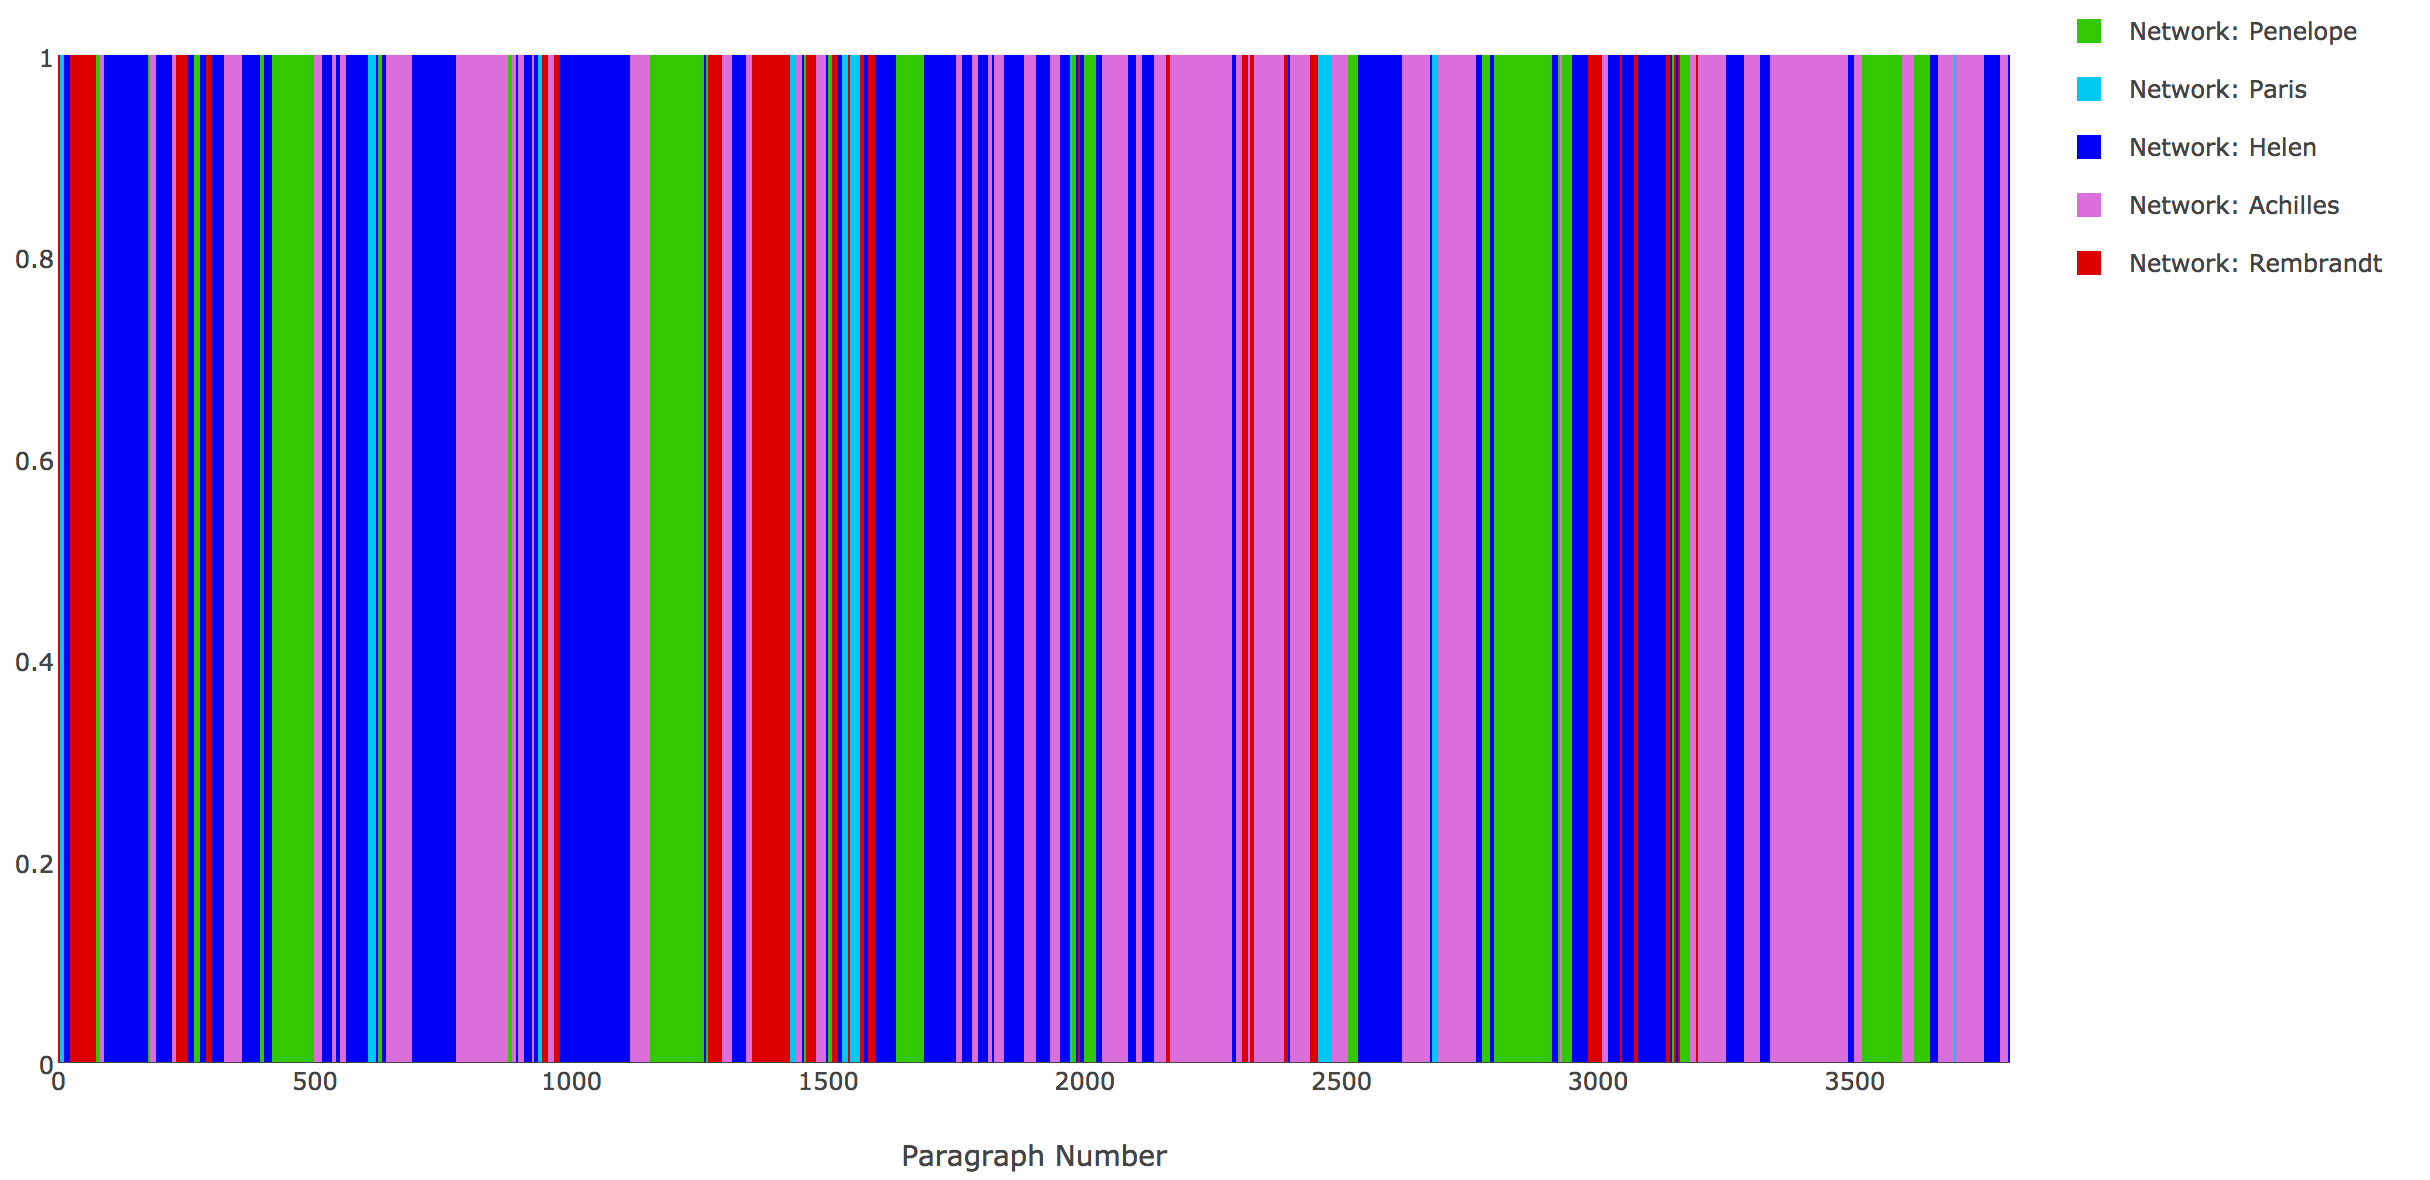 Network: Penelope
Network: Paris
Network: Helen
Network: Achilles
Network: Rembrandt
1
0.8
0.6
0.4
0.2
0
0 500 1000 1500 2000 2500 3000 3500
Paragraph Number